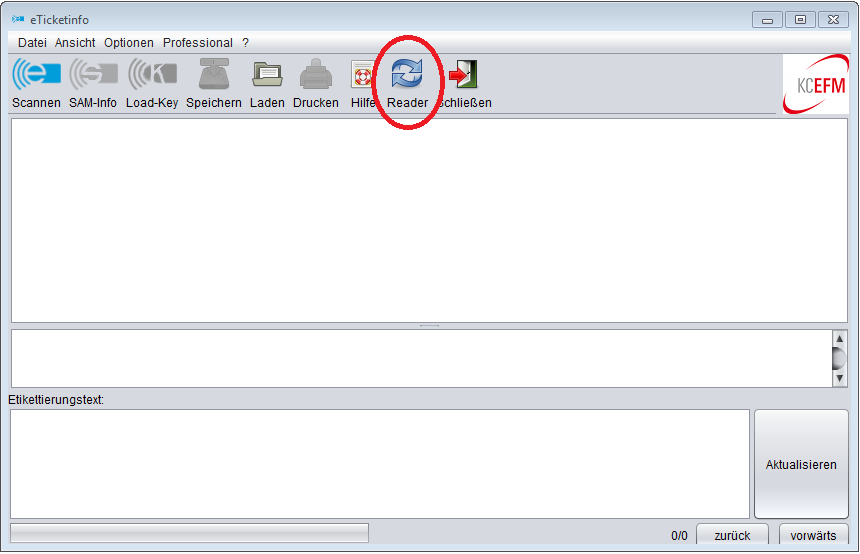 eTicketinfo
Datei Ansicht Optionen Professional ?
Scannen SAM-Info Load-Key Speichern Laden Drucken Hilfe Reader Schließen
KCEFM
Etikettierungstext:
Aktualisieren
0/0 zurück vorwärts